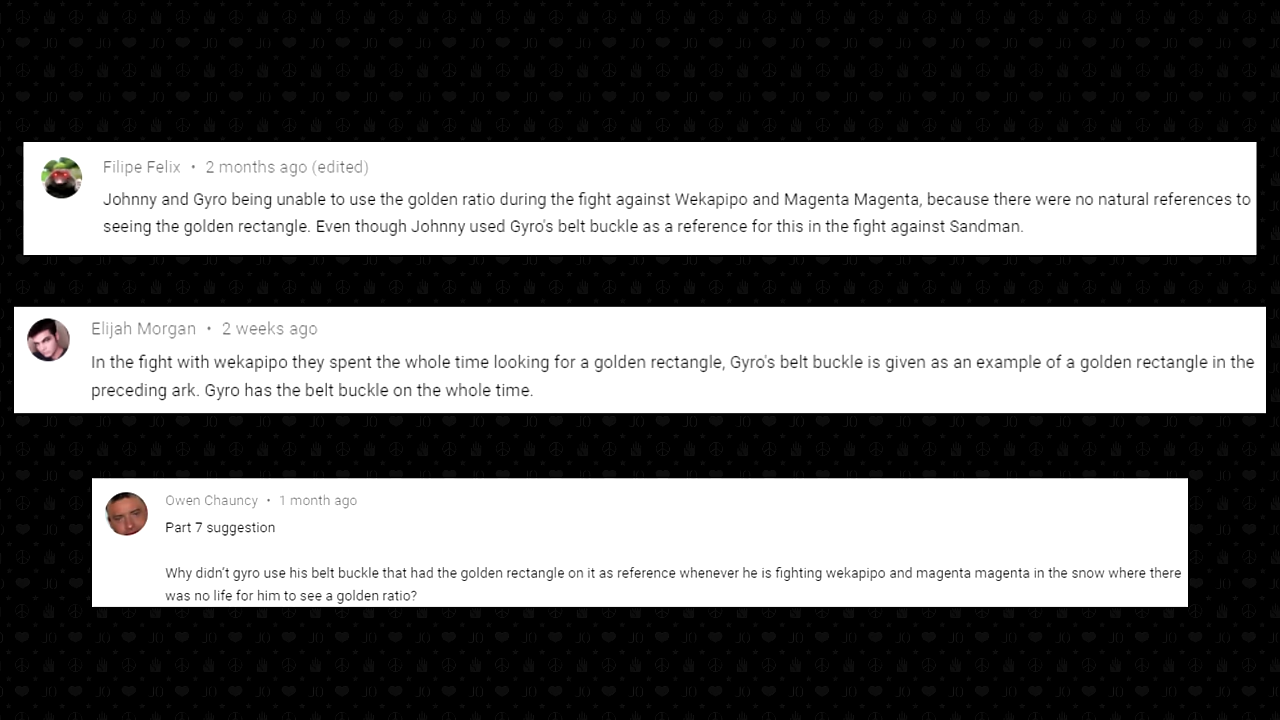 Filipe Felix • 2 months ago (edited)
Johnny and Gyro being unable to use the golden ratio during the fight against Wekapipo and Magenta Magenta, because there were no natural references to
seeing the golden rectangle. Even though Johnny used Gyro's belt buckle as a reference for this in the fight against Sandman.
Elijah Morgan • 2 weeks ago
In the fight with wekapipo they spent the whole time looking for a golden rectangle, Gyro's belt buckle is given as an example of a golden rectangle in the
preceding ark. Gyro has the belt buckle on the whole time.
Owen Chauncy • 1 month ago
Part 7 suggestion
Why didn't gyro use his belt buckle that had the golden rectangle on it as reference whenever he is fighting wekapipo and magenta magenta in the snow where there
was no life for him to see a golden ratio?